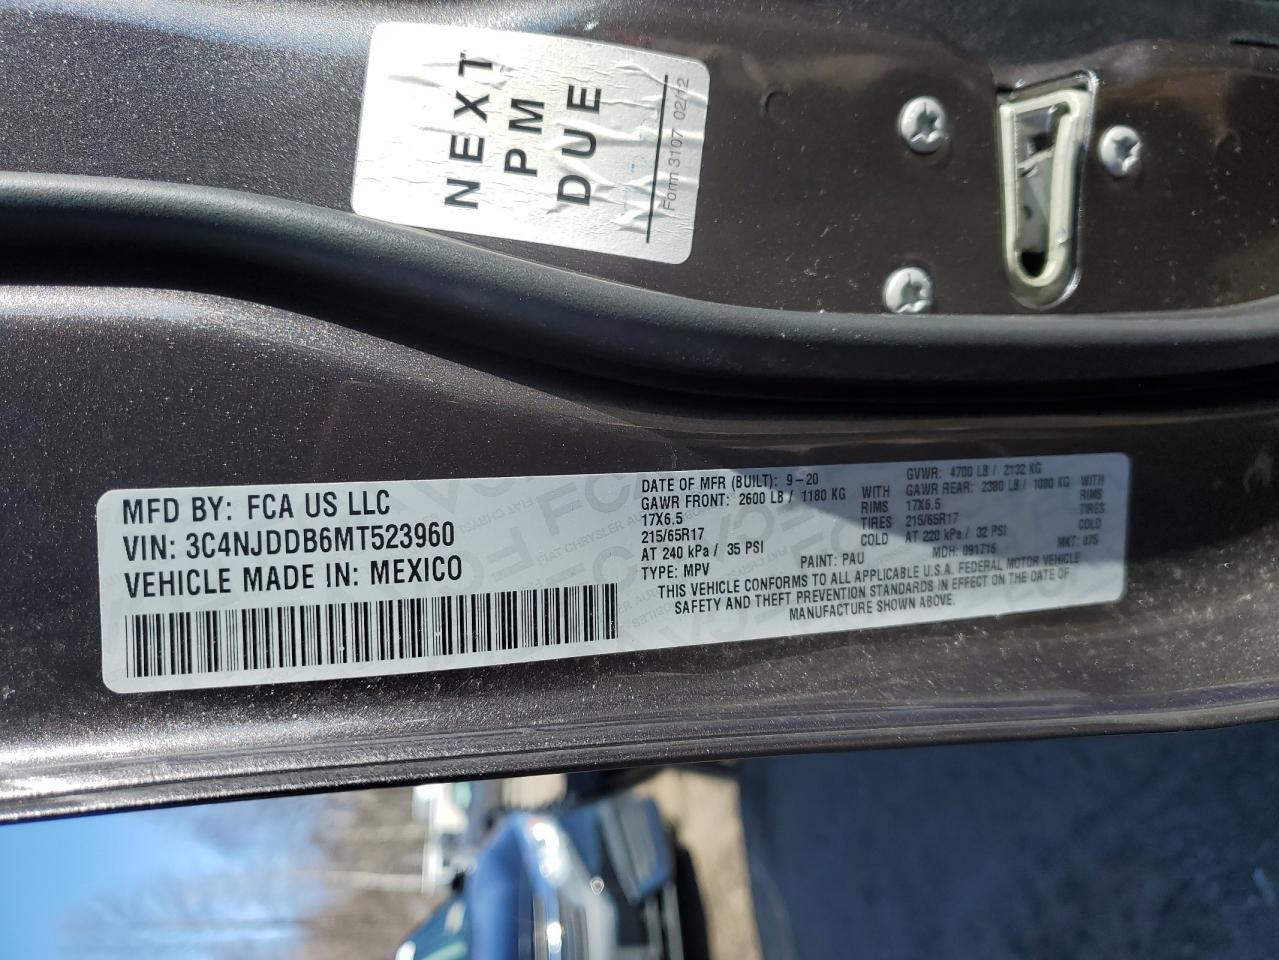 NEXT
PM
DUE
Form 3107 02/12
MFD BY: FCA US LLC
VIN: 3C4NJDDB6MT523960
VEHICLE MADE IN: MEXICO
DATE OF MFR (BUILT): 9-20 GVWR: 4700 LB / 2132 KG
GAWR FRONT: 2600 LB / 1180 KG WITH GAWR REAR: 2380 LB / 1080 KG WITH
17X6.5 RIMS 17X6.5 RIMS
215/65R17 TIRES 215/65R17 TIRES
AT 240 kPa / 35 PSI COLD AT 220 kPa / 32 PSI COLD
TYPE: MPV PAINT: PAU MDH: 091716 MKT: 075
THIS VEHICLE CONFORMS TO ALL APPLICABLE U.S.A. FEDERAL MOTOR VEHICLE
SAFETY AND THEFT PREVENTION STANDARDS IN EFFECT ON THE DATE OF
MANUFACTURE SHOWN ABOVE.